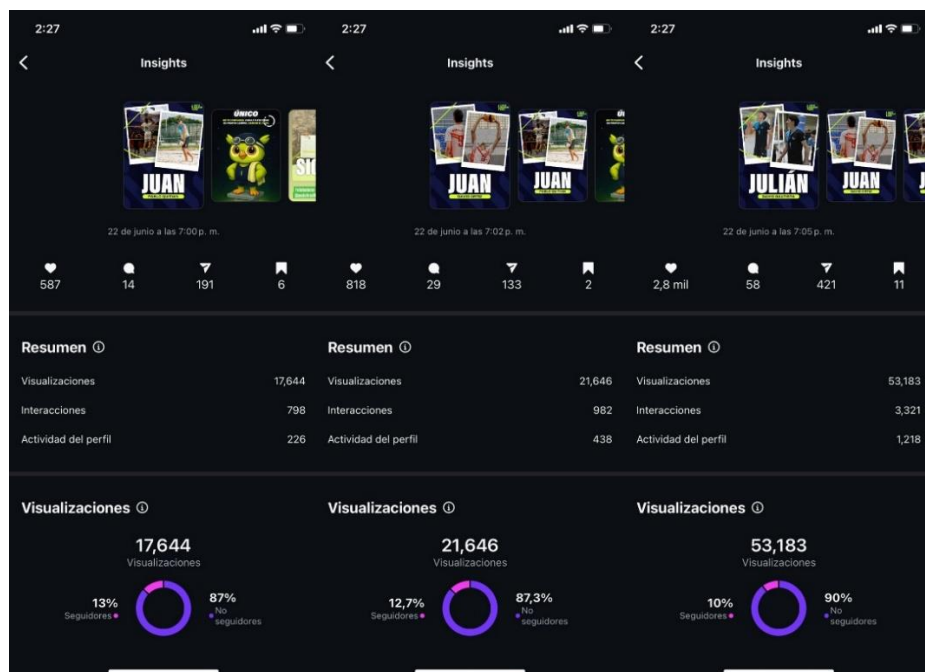 2:27
Insights
JUAN
ÚNICO
22 de junio a las 7:00 p. m.
587 14 191 6
Resumen
Visualizaciones 17,644
Interacciones 798
Actividad del perfil 226
Visualizaciones
17,644
Visualizaciones
13%
Seguidores
87%
No
seguidores
2:27
Insights
JUAN
JUAN
22 de junio a las 7:02 p. m.
818 29 133 2
Resumen
Visualizaciones 21,646
Interacciones 982
Actividad del perfil 438
Visualizaciones
21,646
Visualizaciones
12,7%
Seguidores
87,3%
No
seguidores
2:27
Insights
JULIÁN
JUAN
22 de junio a las 7:05 p. m.
2,8 mil 58 421 11
Resumen
Visualizaciones 53,183
Interacciones 3,321
Actividad del perfil 1,218
Visualizaciones
53,183
Visualizaciones
10%
Seguidores
90%
No
seguidores